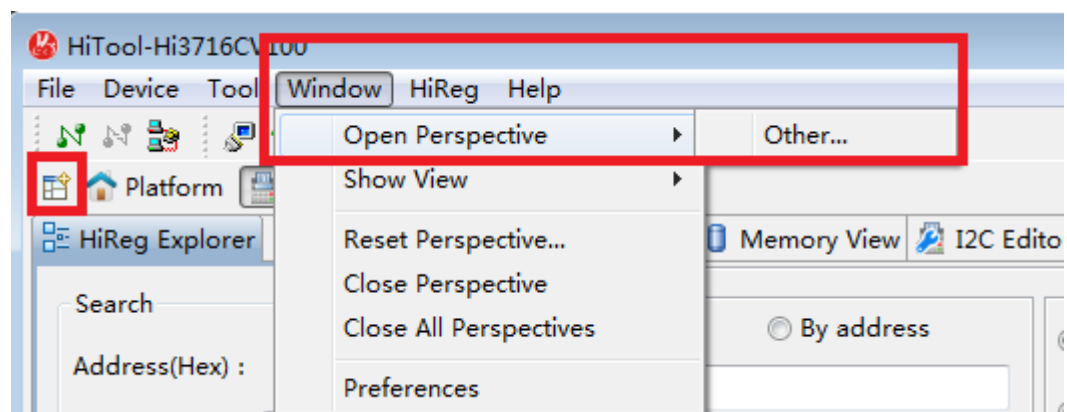 HiTool-Hi3716CV100
File Device Tool Window HiReg Help
Open Perspective Other...
Platform
Show View
HiReg Explorer Reset Perspective... Memory View I2C Edito
Close Perspective
Search
Close All Perspectives By address
Address(Hex) :
Preferences